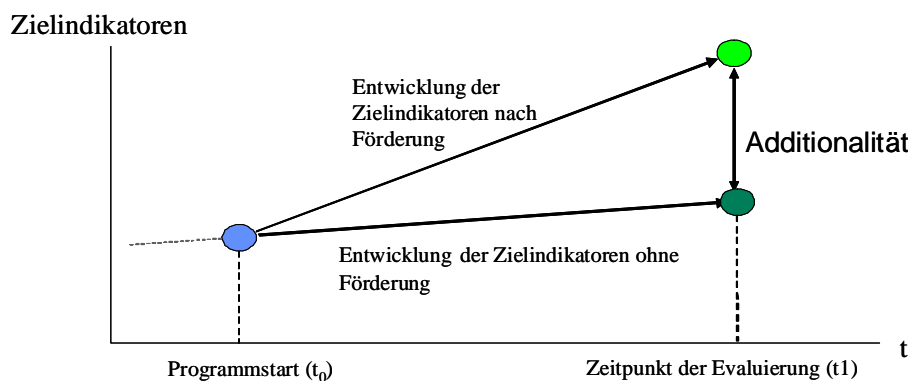 Zielindikatoren
Entwicklung der
Zielindikatoren nach
Förderung
Additionalität
Entwicklung der Zielindikatoren ohne
Förderung
t
Programmstart (t₀)
Zeitpunkt der Evaluierung (t1)